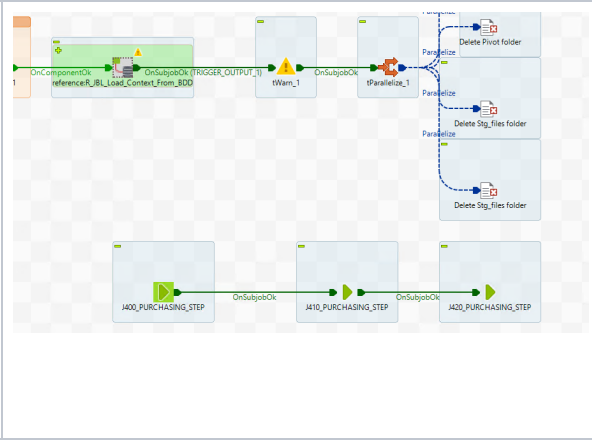 Parallelize
Delete Pivot folder
Parallelize
OnComponentOk
OnSubjobOk (TRIGGER_OUTPUT_1)
OnSubjobOk
1
reference:R_JBL_Load_Context_From_BDD
tWarn_1
tParallelize_1
Parallelize
Delete Stg_files folder
Parallelize
Delete Stg_files folder
OnSubjobOk
OnSubjobOk
J400_PURCHASING_STEP
J410_PURCHASING_STEP
J420_PURCHASING_STEP